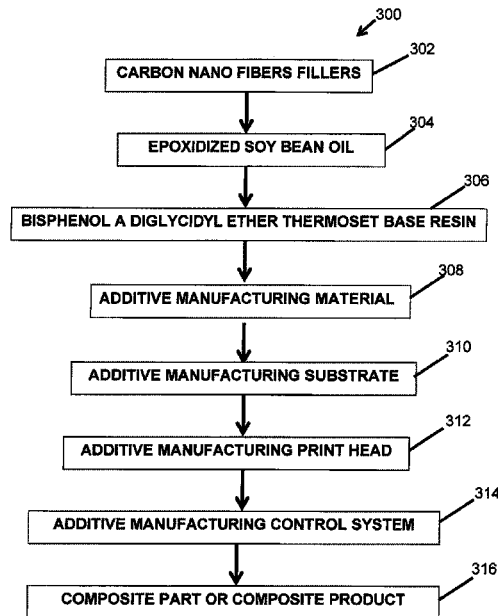 300
302
CARBON NANO FIBERS FILLERS
304
EPOXIDIZED SOY BEAN OIL
306
BISPHENOL A DIGLYCIDYL ETHER THERMOSET BASE RESIN
308
ADDITIVE MANUFACTURING MATERIAL
310
ADDITIVE MANUFACTURING SUBSTRATE
312
ADDITIVE MANUFACTURING PRINT HEAD
314
ADDITIVE MANUFACTURING CONTROL SYSTEM
316
COMPOSITE PART OR COMPOSITE PRODUCT